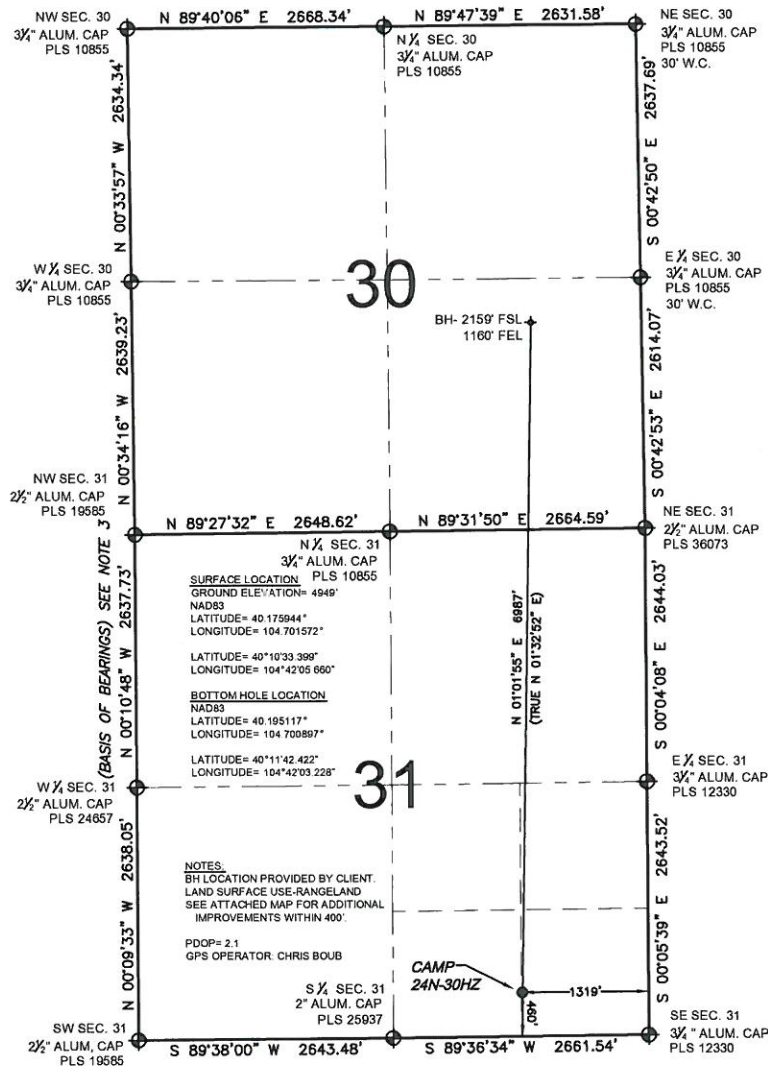 N 89°40'06" E 2668.34'
N 89°47'39" E 2631.58'
NW SEC. 30
3¼" ALUM. CAP
PLS 10855
N ¼ SEC. 30
3¼" ALUM. CAP
PLS 10855
NE SEC. 30
3¼" ALUM. CAP
PLS 10855
30' W.C.
N 00°33'57" W 2634.34'
S 00°42'50" E 2637.69'
W ¼ SEC. 30
3¼" ALUM. CAP
PLS 10855
30
E ¼ SEC. 30
3¼" ALUM. CAP
PLS 10855
30' W.C.
BH- 2159' FSL
1160' FEL
N 00°34'16" W 2639.23'
S 00°42'53" E 2614.07'
NW SEC. 31
2½" ALUM. CAP
PLS 19585
N 89°27'32" E 2648.62'
N 89°31'50" E 2664.59'
N ¼ SEC. 31
3¼" ALUM. CAP
PLS 10855
NE SEC. 31
2½" ALUM. CAP
PLS 36073
(BASIS OF BEARINGS) SEE NOTE 3
N 00°10'48" W 2637.73'
SURFACE LOCATION
GROUND ELEVATION= 4949'
NAD83
LATITUDE= 40.175944°
LONGITUDE= 104.701572°
LATITUDE= 40°10'33.399"
LONGITUDE= 104°42'05.660"
BOTTOM HOLE LOCATION
NAD83
LATITUDE= 40.195117°
LONGITUDE= 104.700897°
LATITUDE= 40°11'42.422"
LONGITUDE= 104°42'03.228"
N 01°01'55" E 6987'
(TRUE N 01°32'52" E)
S 00°04'08" E 2644.03'
W ¼ SEC. 31
2½" ALUM. CAP
PLS 24657
31
E ¼ SEC. 31
3¼" ALUM. CAP
PLS 12330
N 00°09'33" W 2638.05'
S 00°05'39" E 2643.52'
NOTES:
BH LOCATION PROVIDED BY CLIENT.
LAND SURFACE USE-RANGELAND
SEE ATTACHED MAP FOR ADDITIONAL
IMPROVEMENTS WITHIN 400'.
PDOP= 2.1
GPS OPERATOR: CHRIS BOUB
CAMP
24N-30HZ
1319'
460'
S ¼ SEC. 31
2" ALUM. CAP
PLS 25937
SW SEC. 31
2½" ALUM, CAP
PLS 19585
S 89°38'00" W 2643.48'
S 89°36'34" W 2661.54'
SE SEC. 31
3¼" ALUM. CAP
PLS 12330